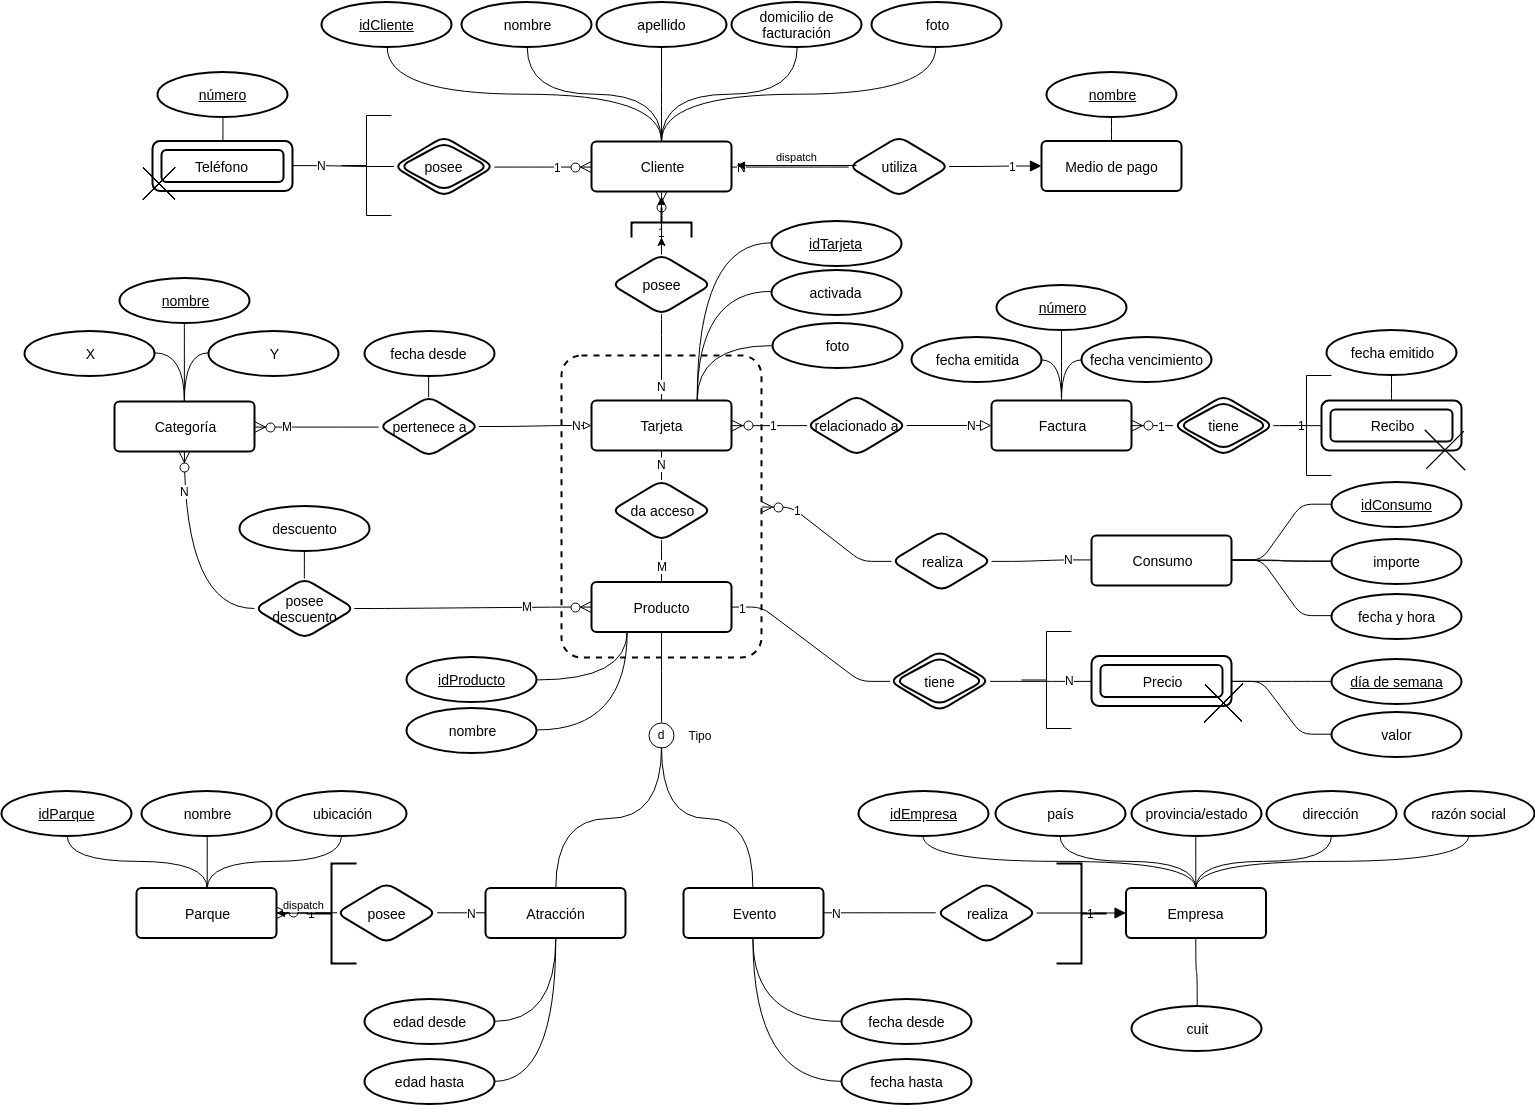 idCliente
nombre
apellido
domicilio de
facturación
foto
número
nombre
Teléfono
N
posee
1
Cliente
N
dispatch
utiliza
1
Medio de pago
1
posee
idTarjeta
activada
foto
nombre
X
Y
fecha desde
número
fecha emitida
fecha vencimiento
fecha emitido
N
Categoría
M
pertenece a
N
Tarjeta
1
relacionado a
N
Factura
1
tiene
1
Recibo
N
N
da acceso
M
1
realiza
N
Consumo
idConsumo
importe
fecha y hora
descuento
posee
descuento
M
Producto
1
tiene
N
Precio
día de semana
valor
idProducto
nombre
d
Tipo
idParque
nombre
ubicación
idEmpresa
país
provincia/estado
dirección
razón social
Parque
dispatch
1
posee
N
Atracción
Evento
N
realiza
1
Empresa
edad desde
edad hasta
fecha desde
fecha hasta
cuit